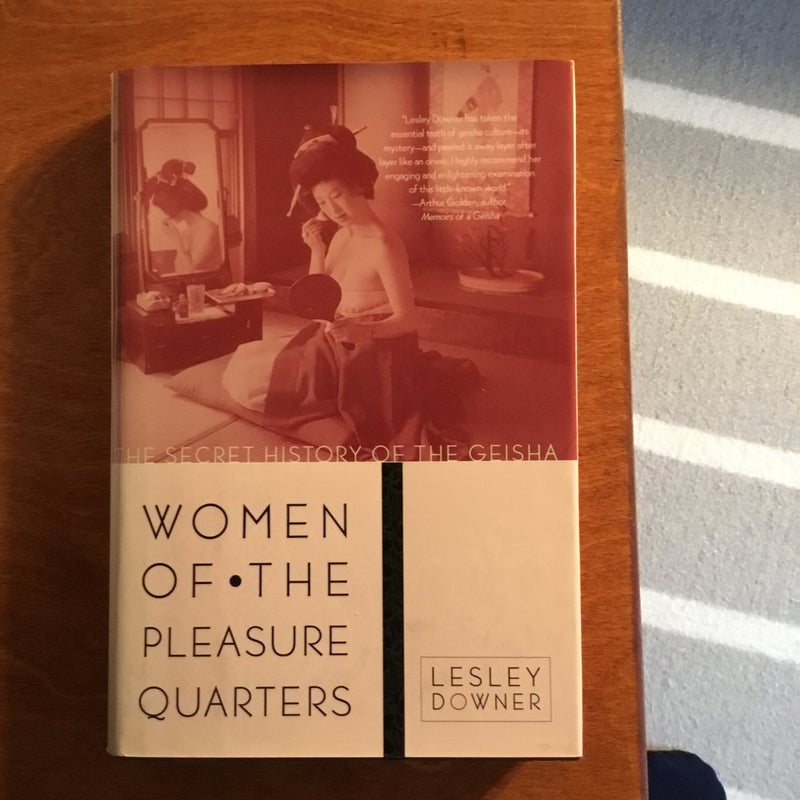 "Lesley Downer has taken the
essential truth of geisha culture—its
mystery—and peeled it away layer after
layer like an onion. I highly recommend her
engaging and enlightening examination
of this little-known world."
—Arthur Golden, author,
Memoirs of a Geisha
THE SECRET HISTORY OF THE GEISHA
WOMEN
OF•THE
PLEASURE
QUARTERS
LESLEY
DOWNER